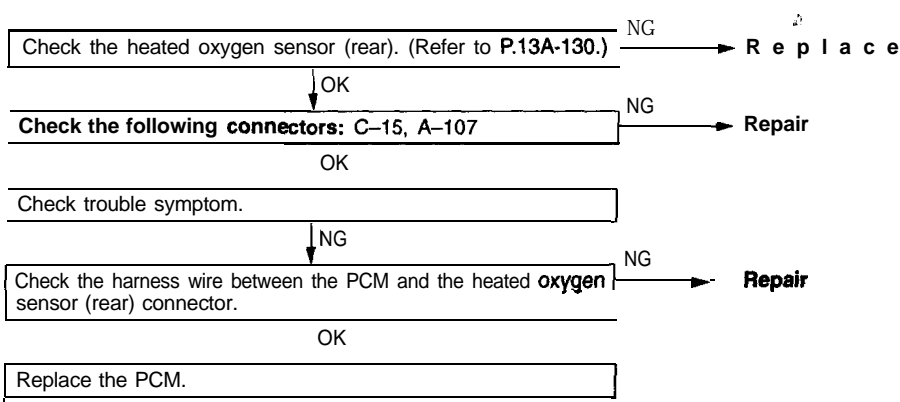 NG
Check the heated oxygen sensor (rear). (Refer to P.13A-130.)
Replace
OK
NG
Check the following connectors: C–15, A–107
Repair
OK
Check trouble symptom.
NG
NG
Check the harness wire between the PCM and the heated oxygen
Repair
sensor (rear) connector.
OK
Replace the PCM.